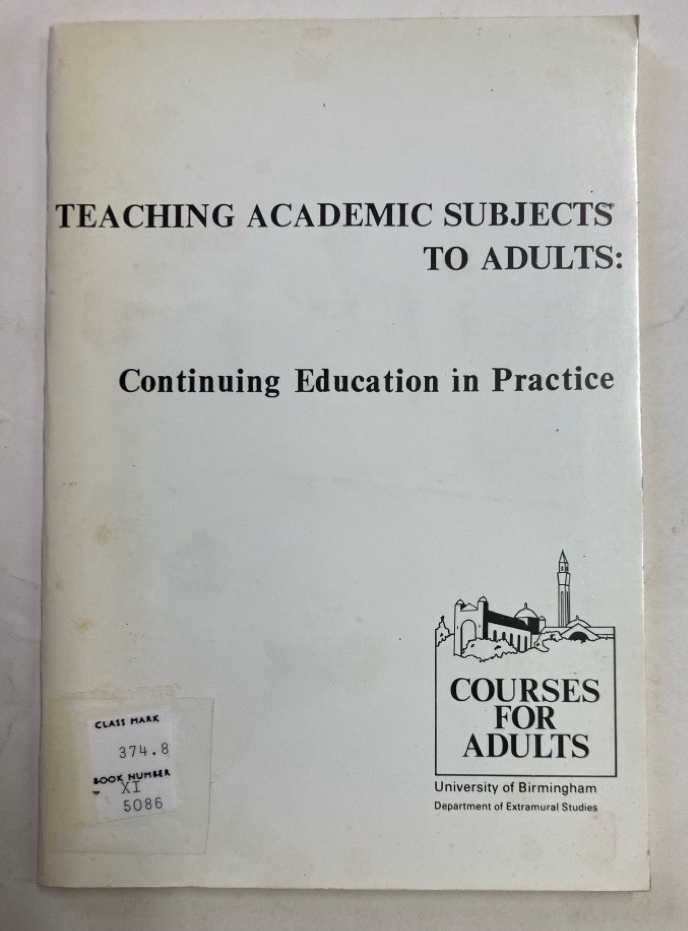 TEACHING ACADEMIC SUBJECTS
TO ADULTS:
Continuing Education in Practice
COURSES
FOR
ADULTS
University of Birmingham
Department of Extramural Studies
CLASS MARK
374.8
BOOK NUMBER
XI
5086